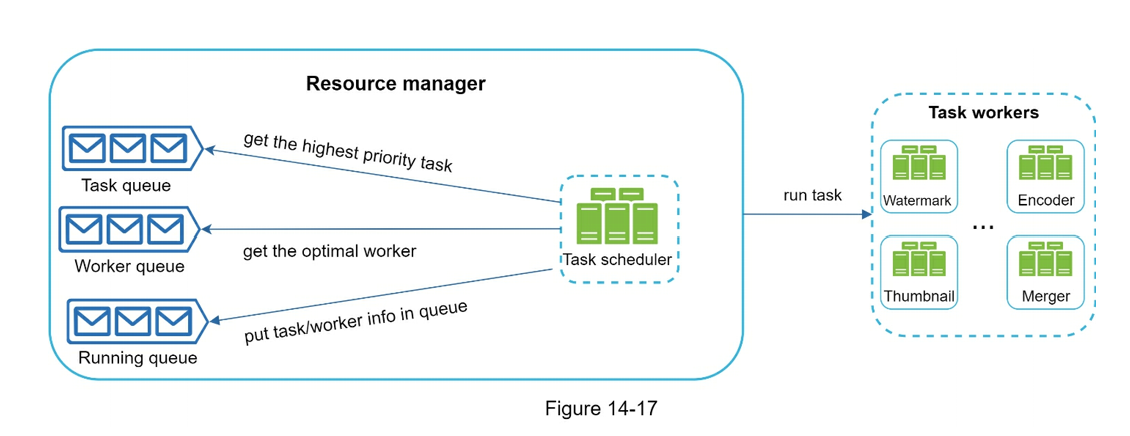 Resource manager
get the highest priority task
Task queue
get the optimal worker
Worker queue
put task/worker info in queue
Running queue
Task scheduler
run task
Task workers
Watermark
Encoder
...
Thumbnail
Merger
Figure 14-17